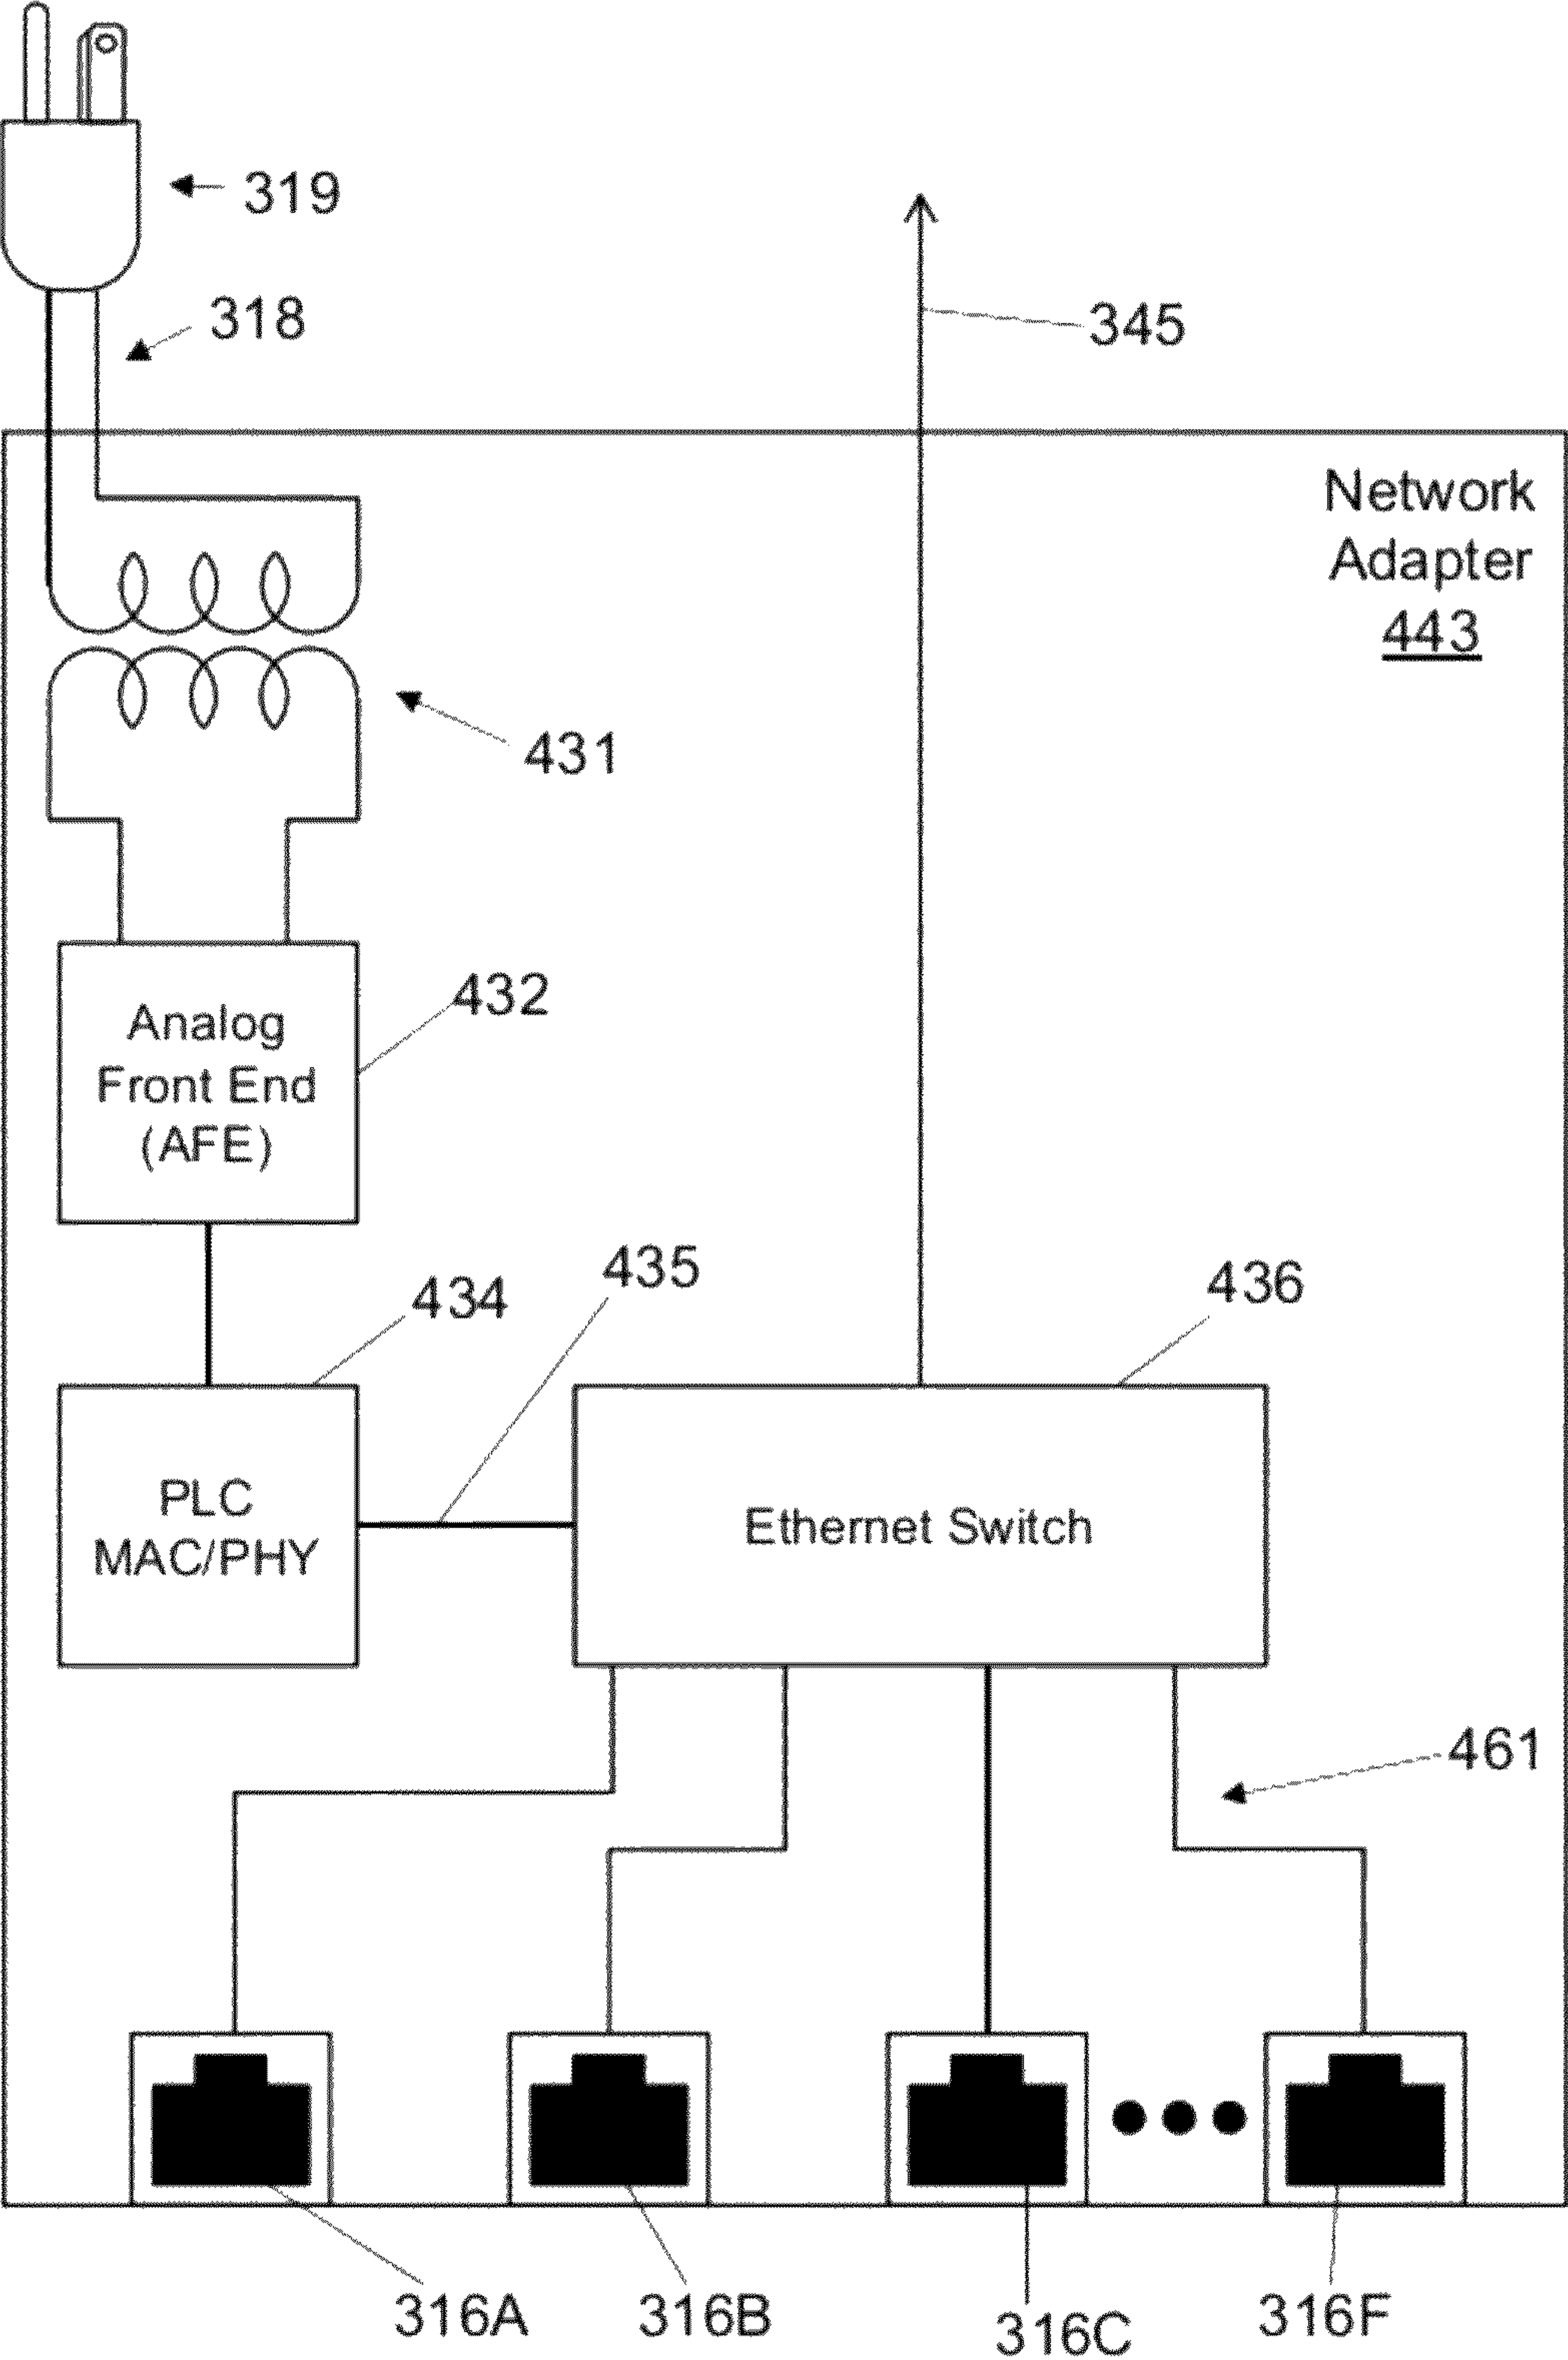 319
318
345
Network
Adapter
443
431
432
Analog
Front End
(AFE)
435
436
434
PLC
MAC/PHY
Ethernet Switch
461
316A
316B
316C
316F